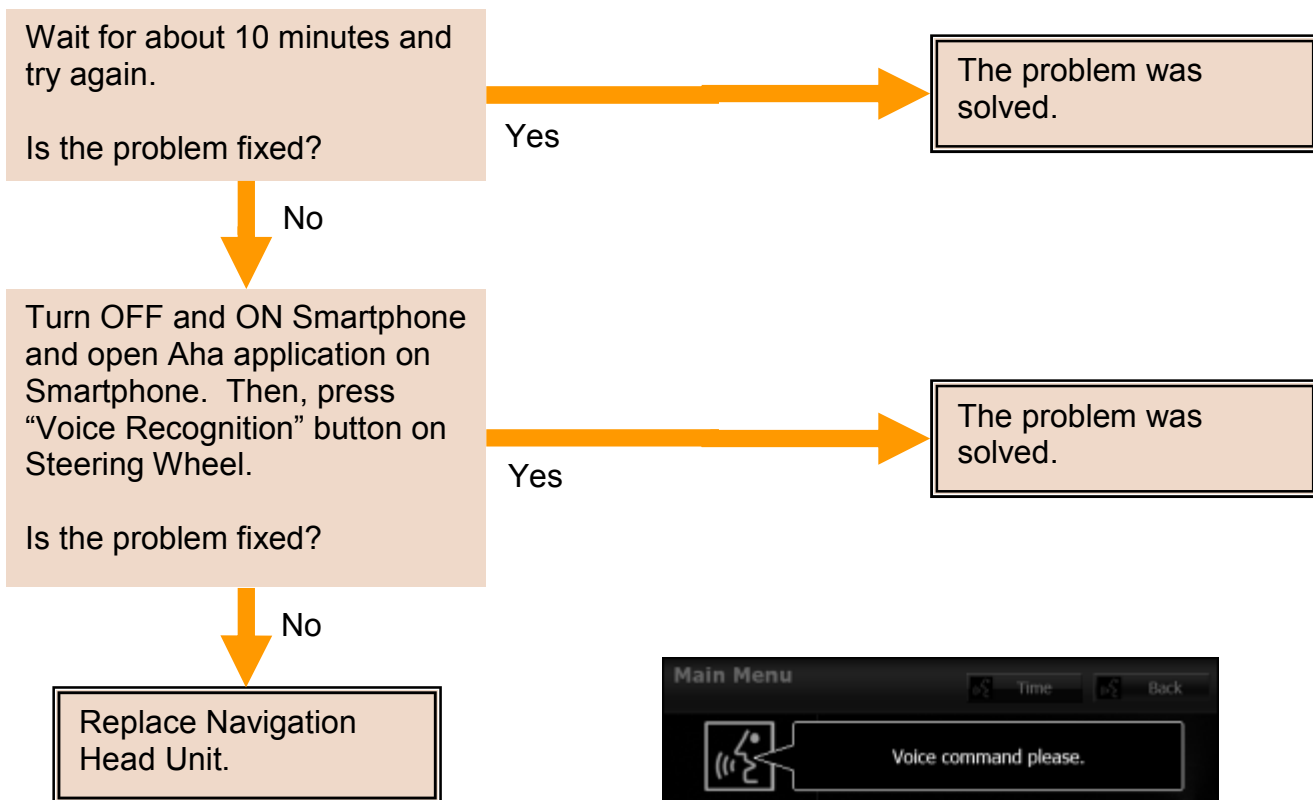 Wait for about 10 minutes and
try again.
Is the problem fixed?
Yes
The problem was
solved.
No
Turn OFF and ON Smartphone
and open Aha application on
Smartphone.  Then, press
“Voice Recognition” button on
Steering Wheel.
Is the problem fixed?
Yes
The problem was
solved.
No
Replace Navigation
Head Unit.
Main Menu
Time
Back
Voice command please.